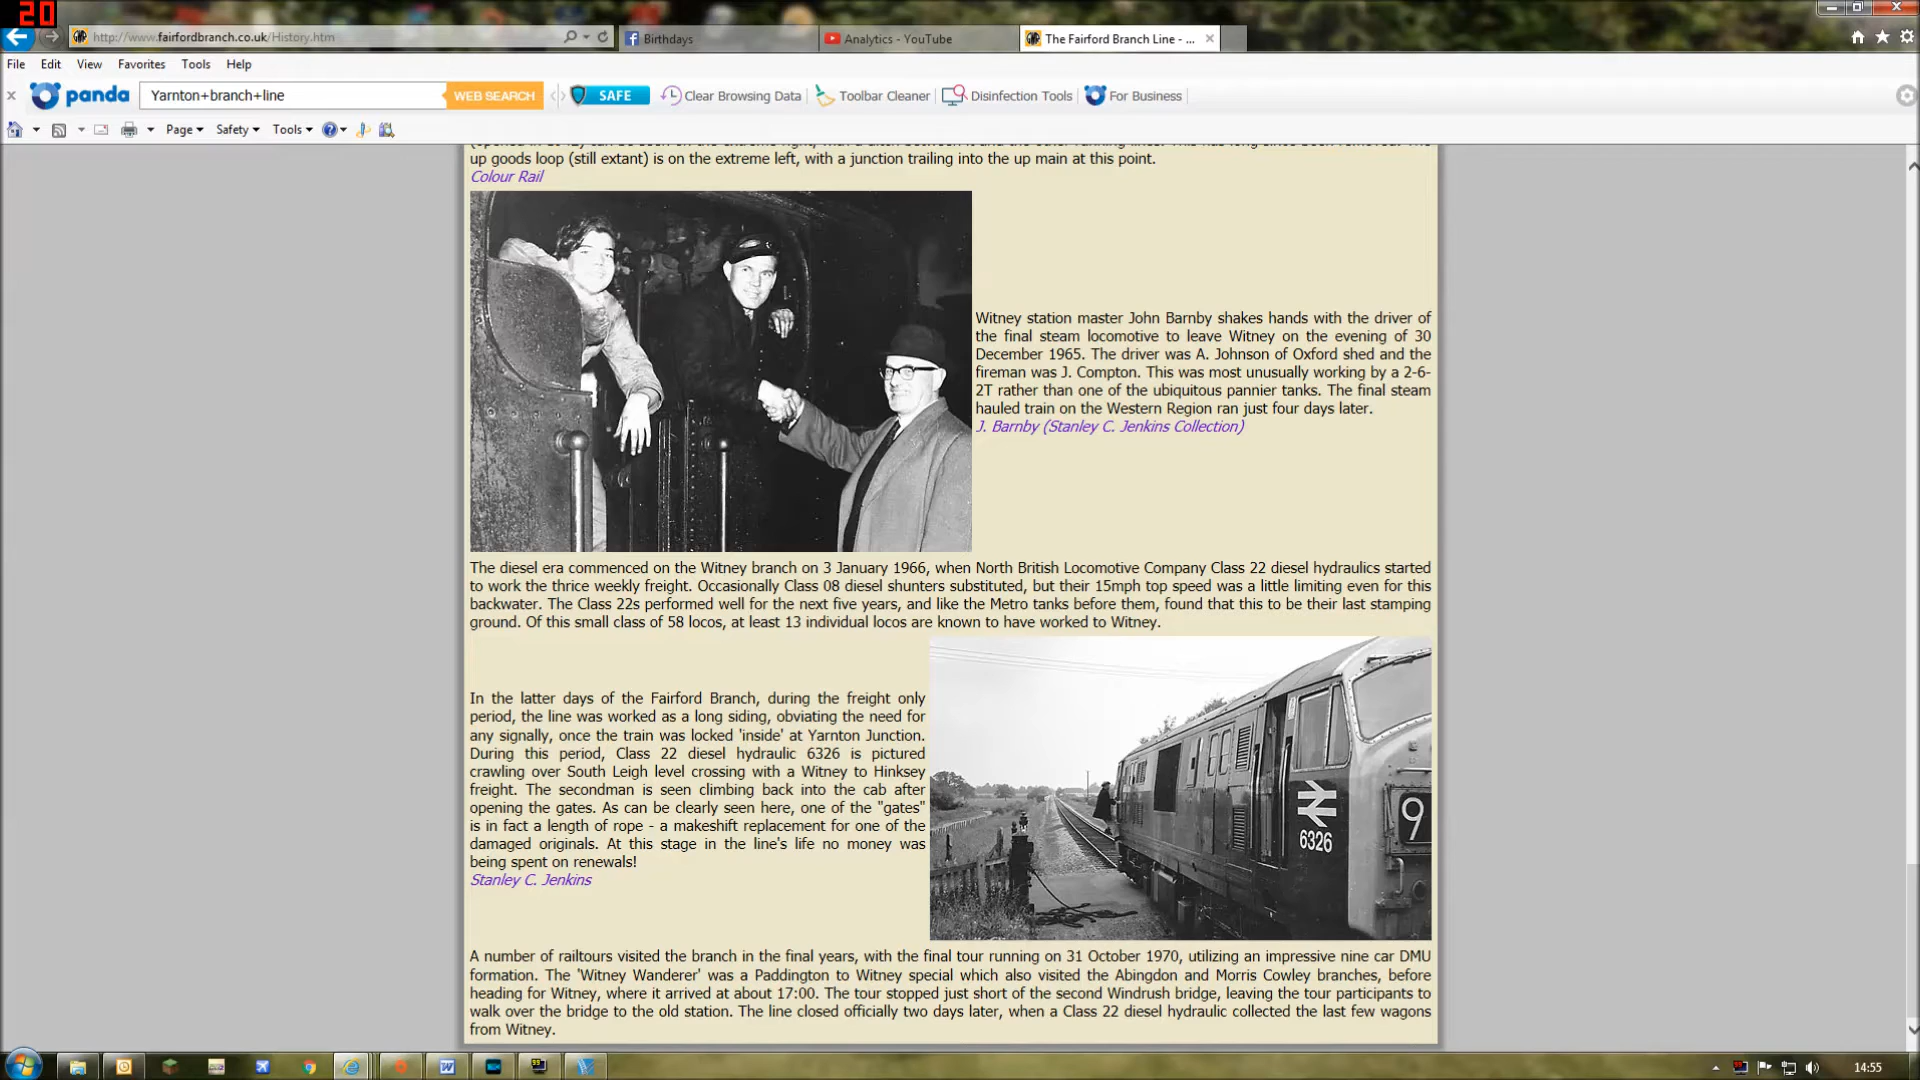 20
http://www.fairfordbranch.co.uk/History.htm
Birthdays
Analytics - YouTube
The Fairford Branch Line - ...
File Edit View Favorites Tools Help
panda Yarnton+branch+line WEB SEARCH SAFE Clear Browsing Data Toolbar Cleaner Disinfection Tools For Business
Page Safety Tools
up goods loop (still extant) is on the extreme left, with a junction trailing into the up main at this point.
Colour Rail
Witney station master John Barnby shakes hands with the driver of
the final steam locomotive to leave Witney on the evening of 30
December 1965. The driver was A. Johnson of Oxford shed and the
fireman was J. Compton. This was most unusually working by a 2-6-
2T rather than one of the ubiquitous pannier tanks. The final steam
hauled train on the Western Region ran just four days later.
J. Barnby (Stanley C. Jenkins Collection)
The diesel era commenced on the Witney branch on 3 January 1966, when North British Locomotive Company Class 22 diesel hydraulics started
to work the thrice weekly freight. Occasionally Class 08 diesel shunters substituted, but their 15mph top speed was a little limiting even for this
backwater. The Class 22s performed well for the next five years, and like the Metro tanks before them, found that this to be their last stamping
ground. Of this small class of 58 locos, at least 13 individual locos are known to have worked to Witney.
In the latter days of the Fairford Branch, during the freight only
period, the line was worked as a long siding, obviating the need for
any signally, once the train was locked 'inside' at Yarnton Junction.
During this period, Class 22 diesel hydraulic 6326 is pictured
crawling over South Leigh level crossing with a Witney to Hinksey
freight. The secondman is seen climbing back into the cab after
opening the gates. As can be clearly seen here, one of the "gates"
is in fact a length of rope - a makeshift replacement for one of the
damaged originals. At this stage in the line's life no money was
being spent on renewals!
Stanley C. Jenkins
6326
9
A number of railtours visited the branch in the final years, with the final tour running on 31 October 1970, utilizing an impressive nine car DMU
formation. The 'Witney Wanderer' was a Paddington to Witney special which also visited the Abingdon and Morris Cowley branches, before
heading for Witney, where it arrived at about 17:00. The tour stopped just short of the second Windrush bridge, leaving the tour participants to
walk over the bridge to the old station. The line closed officially two days later, when a Class 22 diesel hydraulic collected the last few wagons
from Witney.
14:55